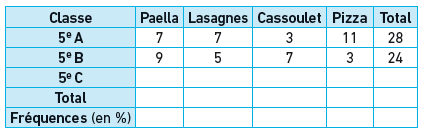 Classe Paella Lasagnes Cassoulet Pizza Total
5e A 7 7 3 11 28
5e B 9 5 7 3 24
5e C
Total
Fréquences (en %)